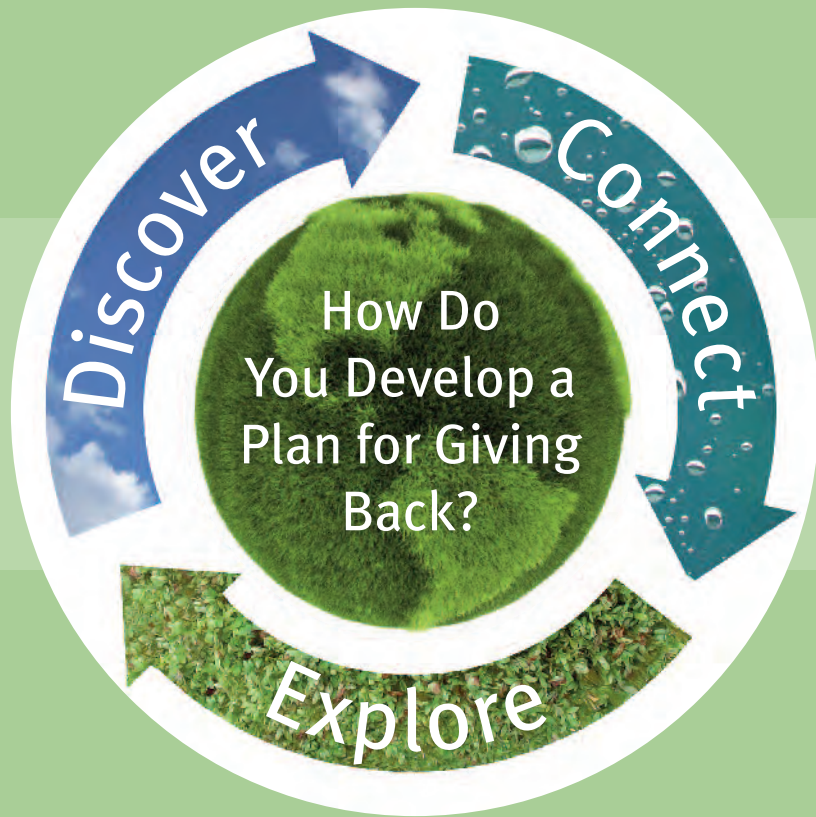 Discover
Connect
How Do
You Develop a
Plan for Giving
Back?
Explore